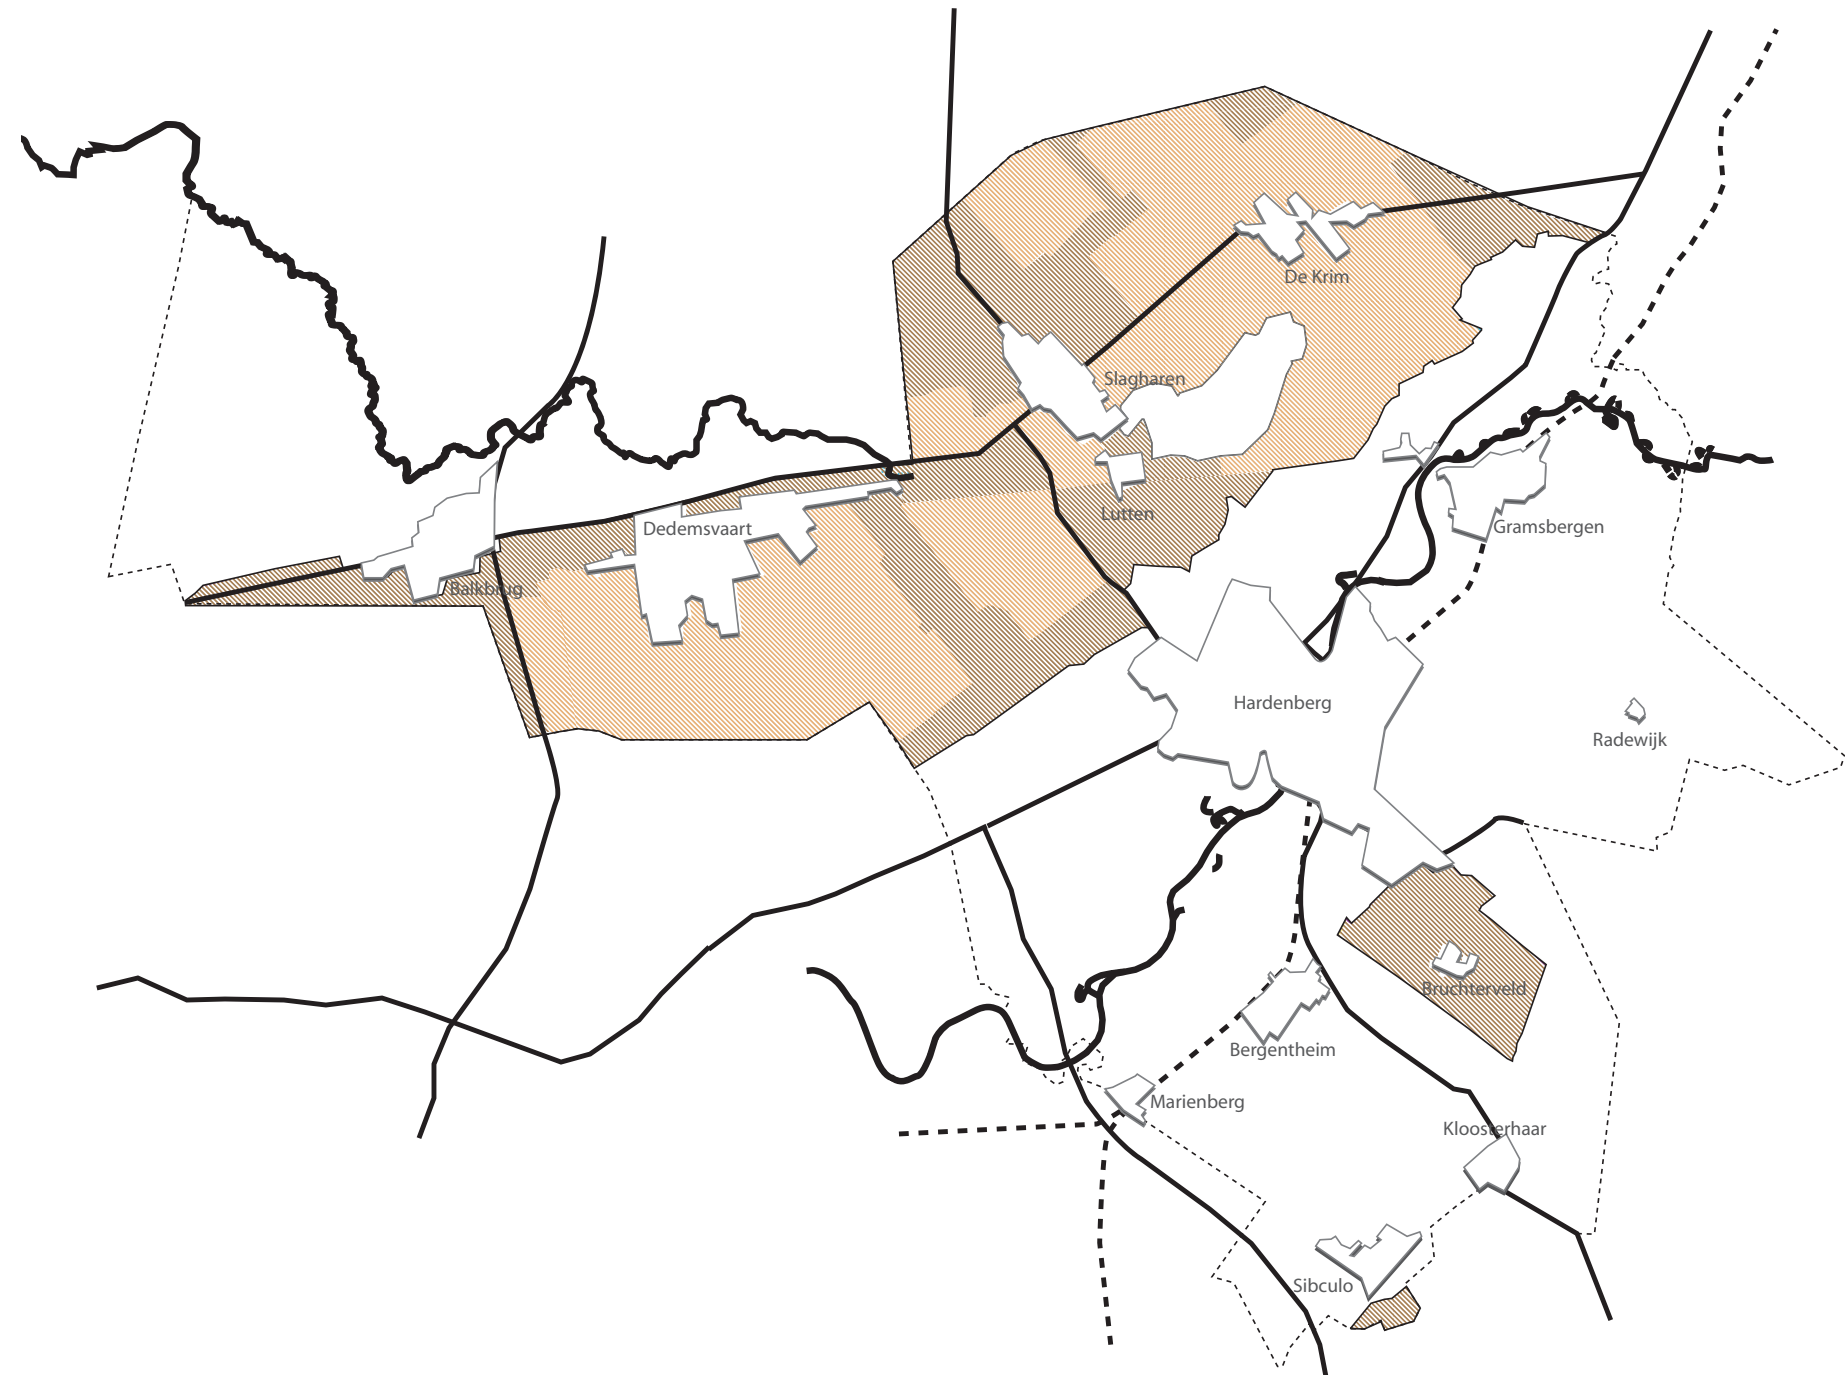 De Krim
Slagharen
Lutten
Dedemsvaart
Gramsbergen
Balkbrug
Hardenberg
Radewijk
Bruchterveld
Bergentheim
Marienberg
Kloosterhaar
Sibculo